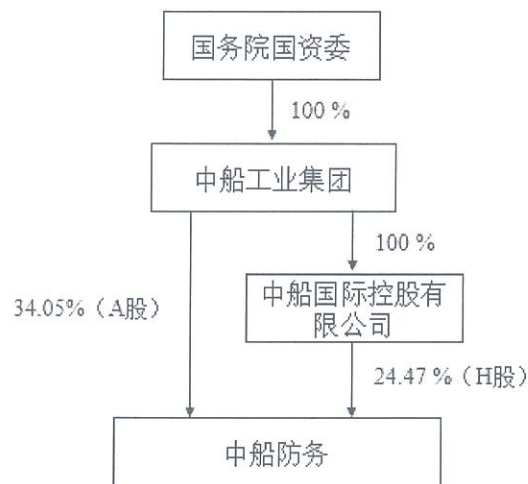 国务院国资委
100 %
中船工业集团
100 %
中船国际控股有
限公司
34.05%（A股）
24.47 %（H股）
中船防务